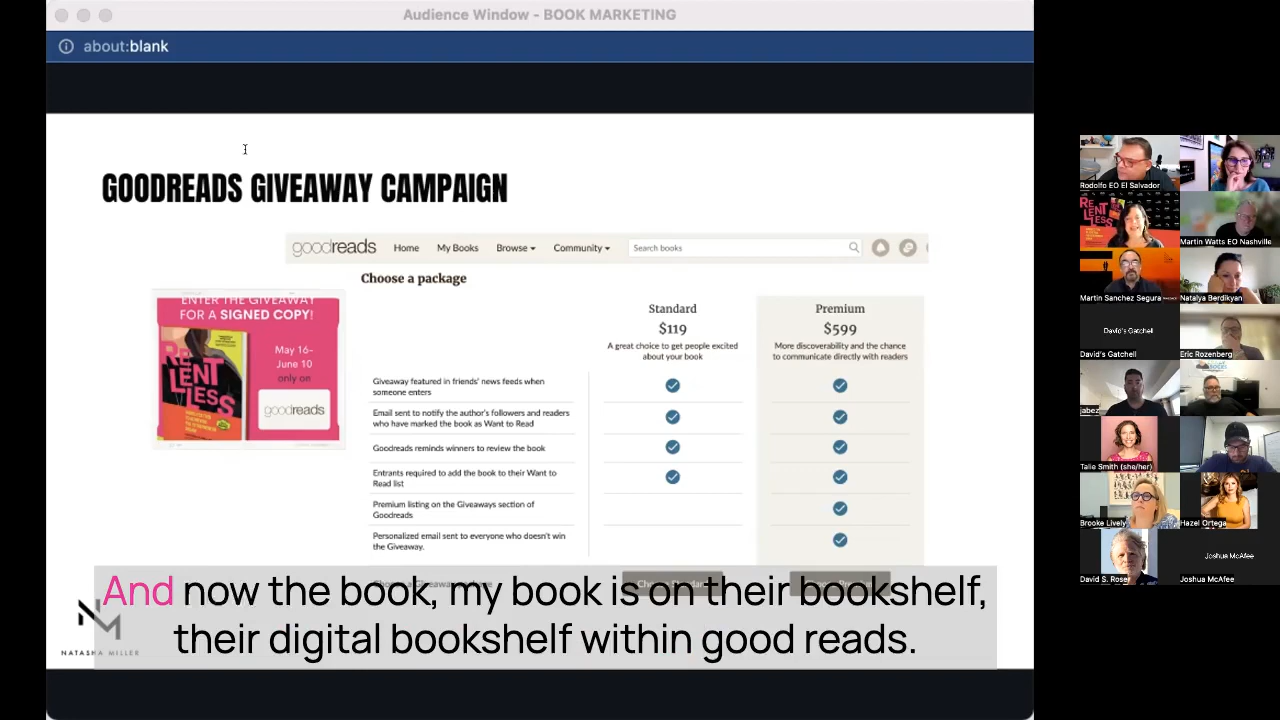 Audience Window - BOOK MARKETING
about:blank
GOODREADS GIVEAWAY CAMPAIGN
goodreads Home My Books Browse Community Search books
Choose a package
ENTER THE GIVEAWAY
FOR A SIGNED COPY!
RELENTLESS
May 16-
June 10
only on
goodreads
Standard
$119
A great choice to get people excited
about your book
Premium
$599
More discoverability and the chance
to communicate directly with readers
Giveaway featured in friends' news feeds when
someone enters
Email sent to notify the author's followers and readers
who have marked the book as Want to Read
Goodreads reminds winners to review the book
Entrants required to add the book to their Want to
Read list
Premium listing on the Giveaways section of
Goodreads
Personalized email sent to everyone who doesn't win
the Giveaway.
And now the book, my book is on their bookshelf,
their digital bookshelf within good reads.
NM
NATASHA MILLER
Rodolfo EO El Salvador
RELENTLESS
Martin Watts EO Nashville
Martin Sanchez Segura
Natalya Berdikyan
David's Gatchell
David's Gatchell
Eric Rozenberg
jabez
Talie Smith (she/her)
Brooke Lively
Hazel Ortega
David S. Roser
Joshua McAfee
Joshua McAfee